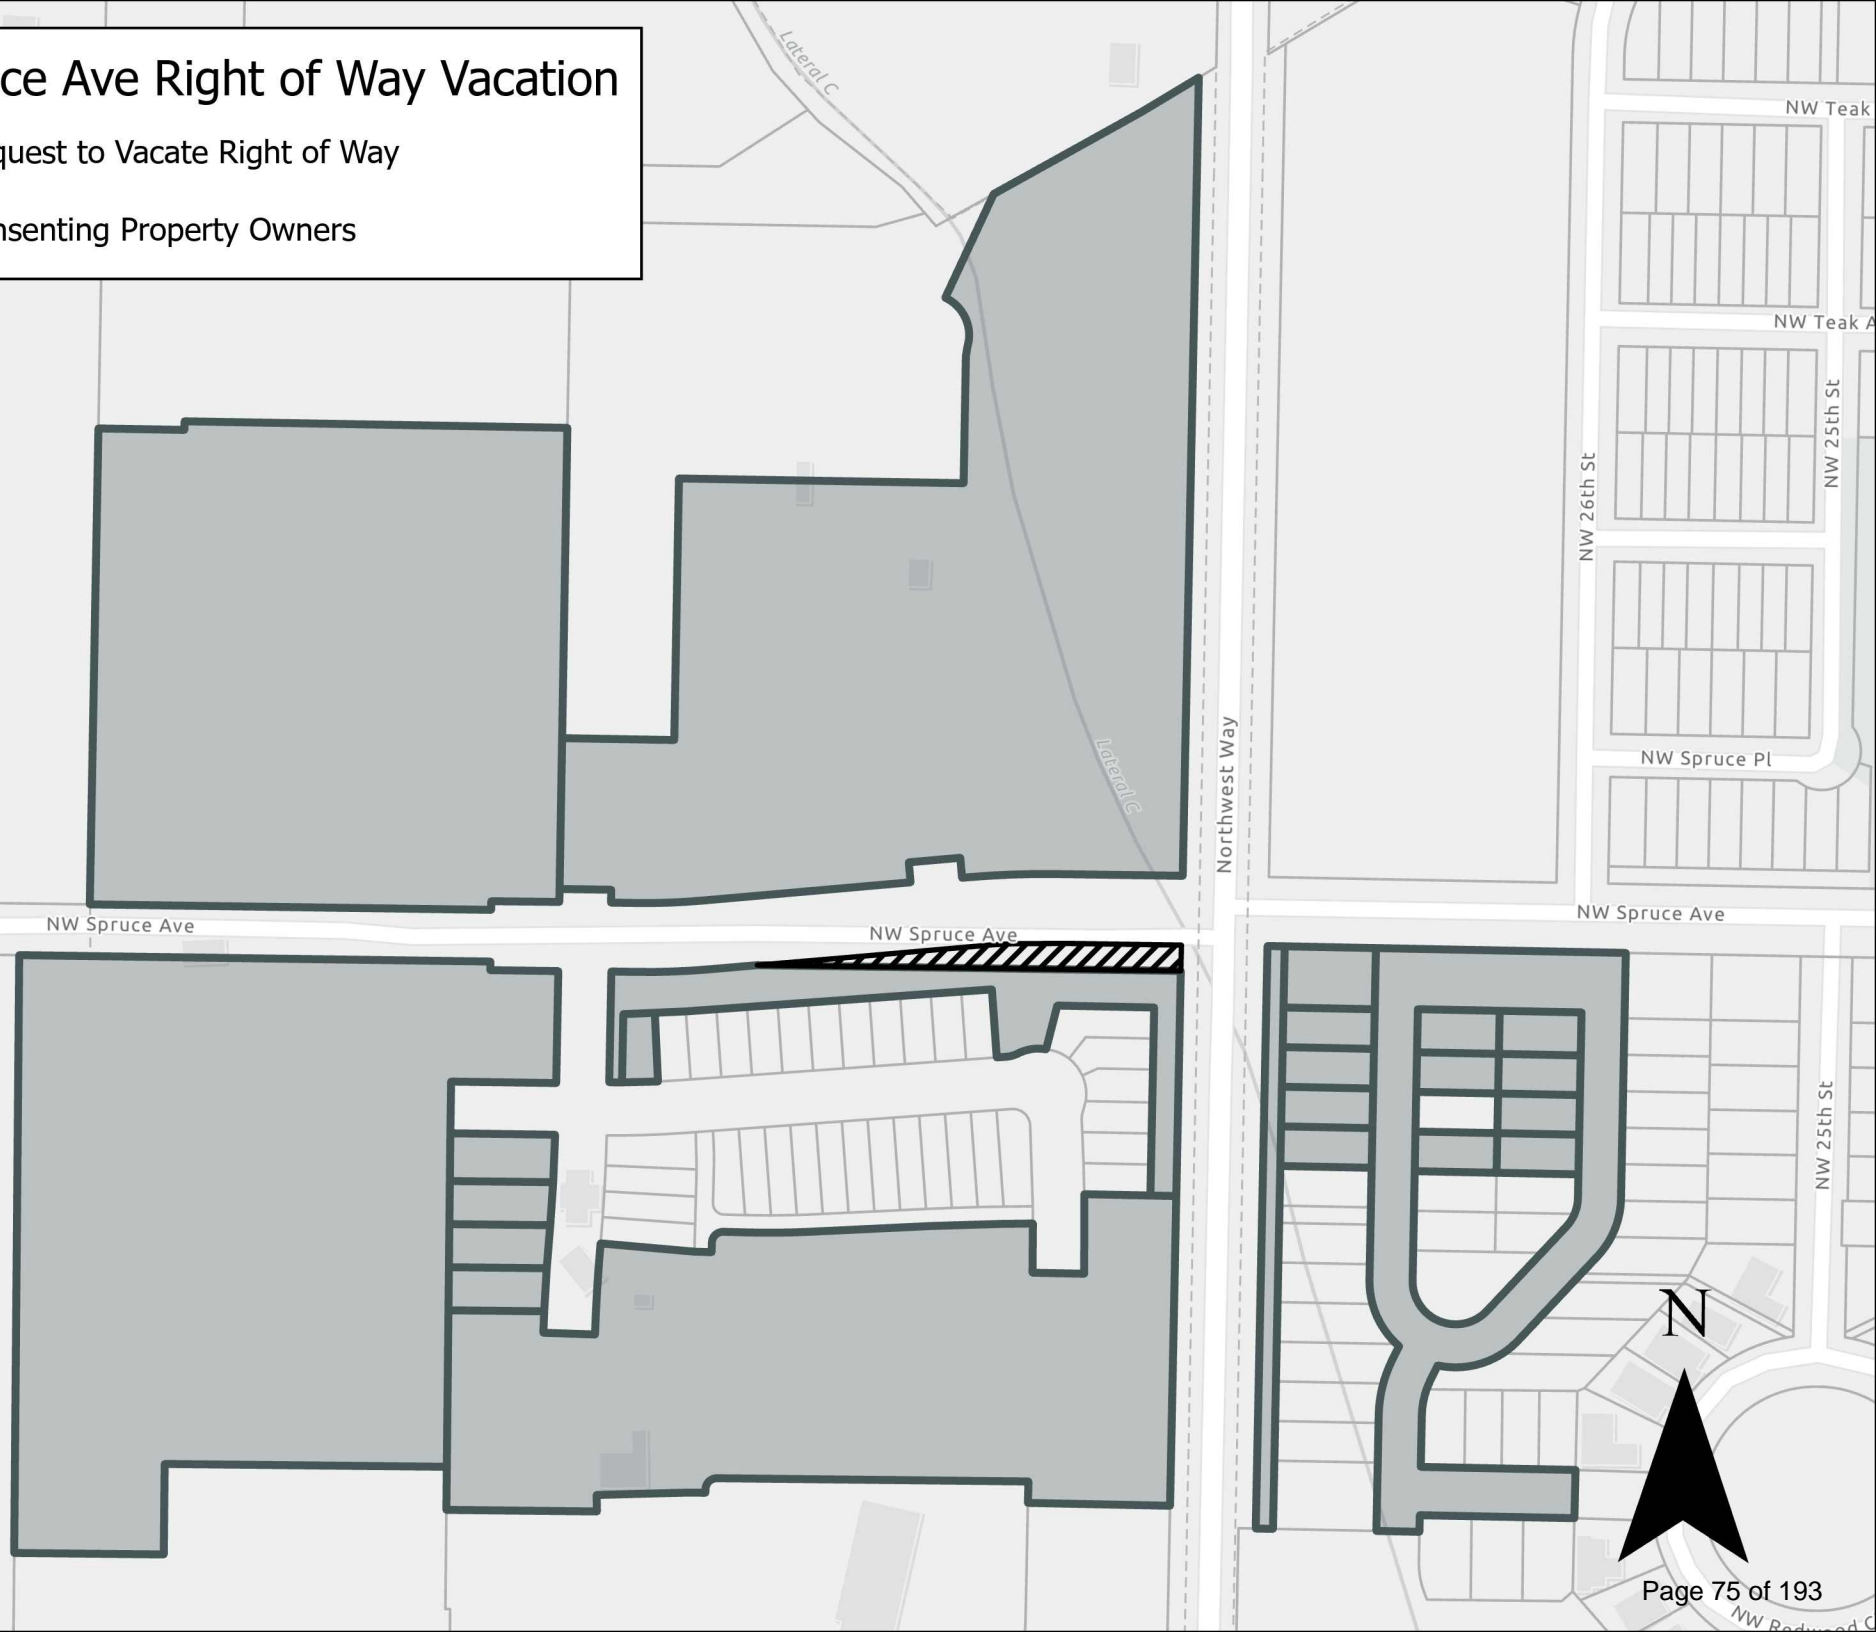 ce Ave Right of Way Vacation
quest to Vacate Right of Way
nsenting Property Owners
Lateral C
NW Teak
NW Teak A
NW 25th St
NW 26th St
Northwest Way
NW Spruce Pl
Lateral C
NW Spruce Ave
NW Spruce Ave
NW Spruce Ave
NW 25th St
N
Page 75 of 193
NW Redwood C